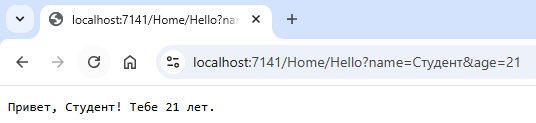 localhost:7141/Home/Hello?nam
localhost:7141/Home/Hello?name=Студент&age=21
Привет, Студент! Тебе 21 лет.